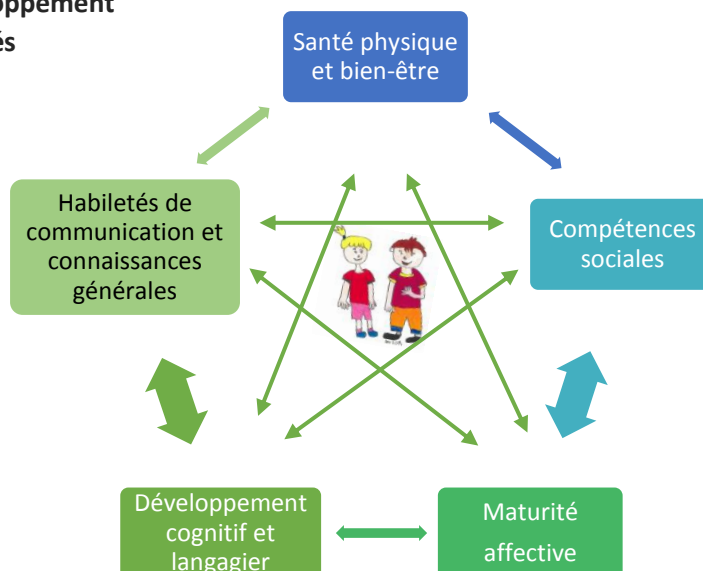 és
Santé physique
et bien-être
Habiletés de
communication et
connaissances
générales
Compétences
sociales
Développement
cognitif et
langagier
Maturité
affective